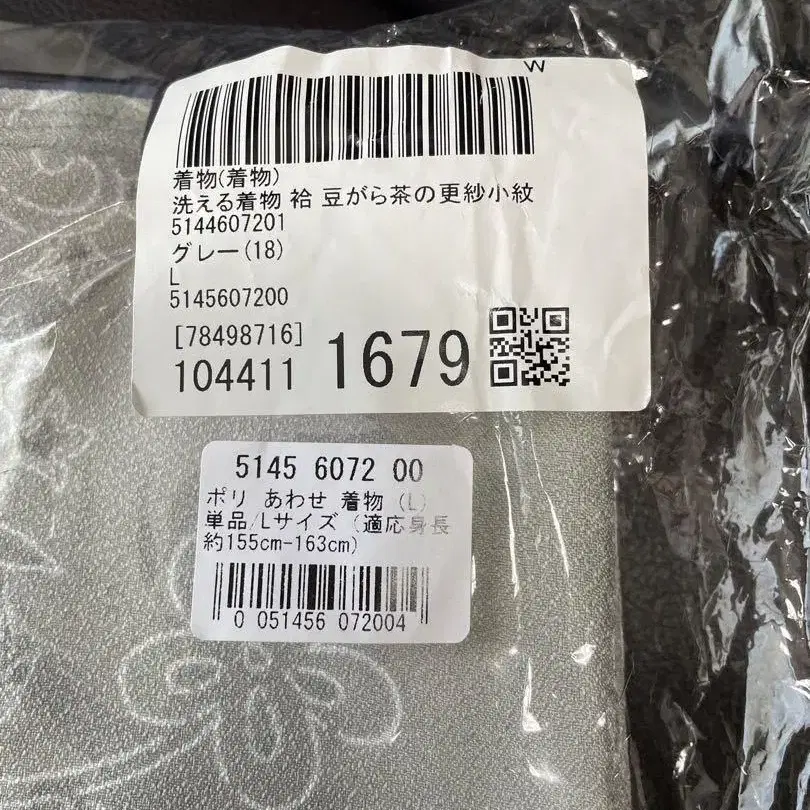 W
着物(着物)
洗える着物 袷 豆がら茶の更紗小紋
5144607201
グレー(18)
L
5145607200
[78498716]
104411 1679
5145 6072 00
ポリ あわせ 着物 (L)
単品/Lサイズ (適応身長
約155cm-163cm)
0 051456 072004